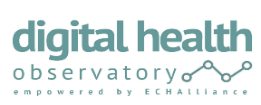 digital health
observatory
empowered by ECHAlliance